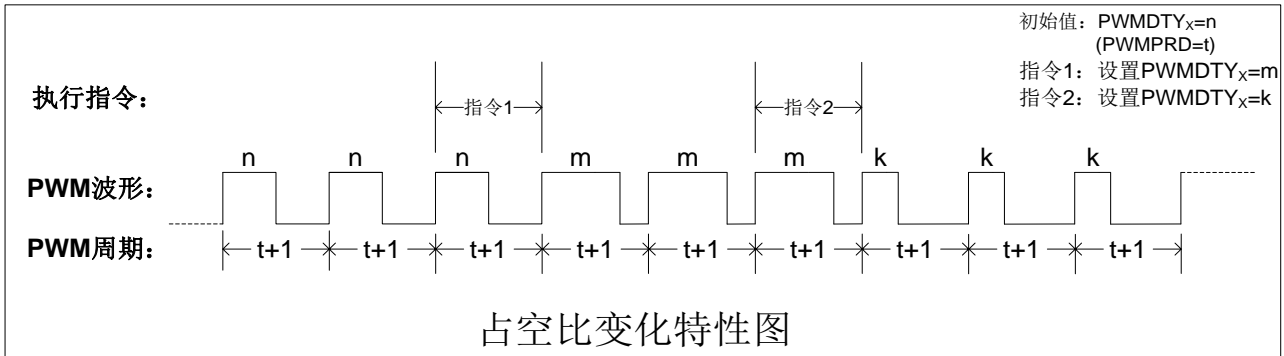 初始值：PWMDTYX=n
(PWMPRD=t)
指令1：设置PWMDTYX=m
指令2：设置PWMDTYX=k
执行指令：
指令1
指令2
PWM波形：
n n n m m m k k k
PWM周期：
t+1 t+1 t+1 t+1 t+1 t+1 t+1 t+1 t+1
占空比变化特性图